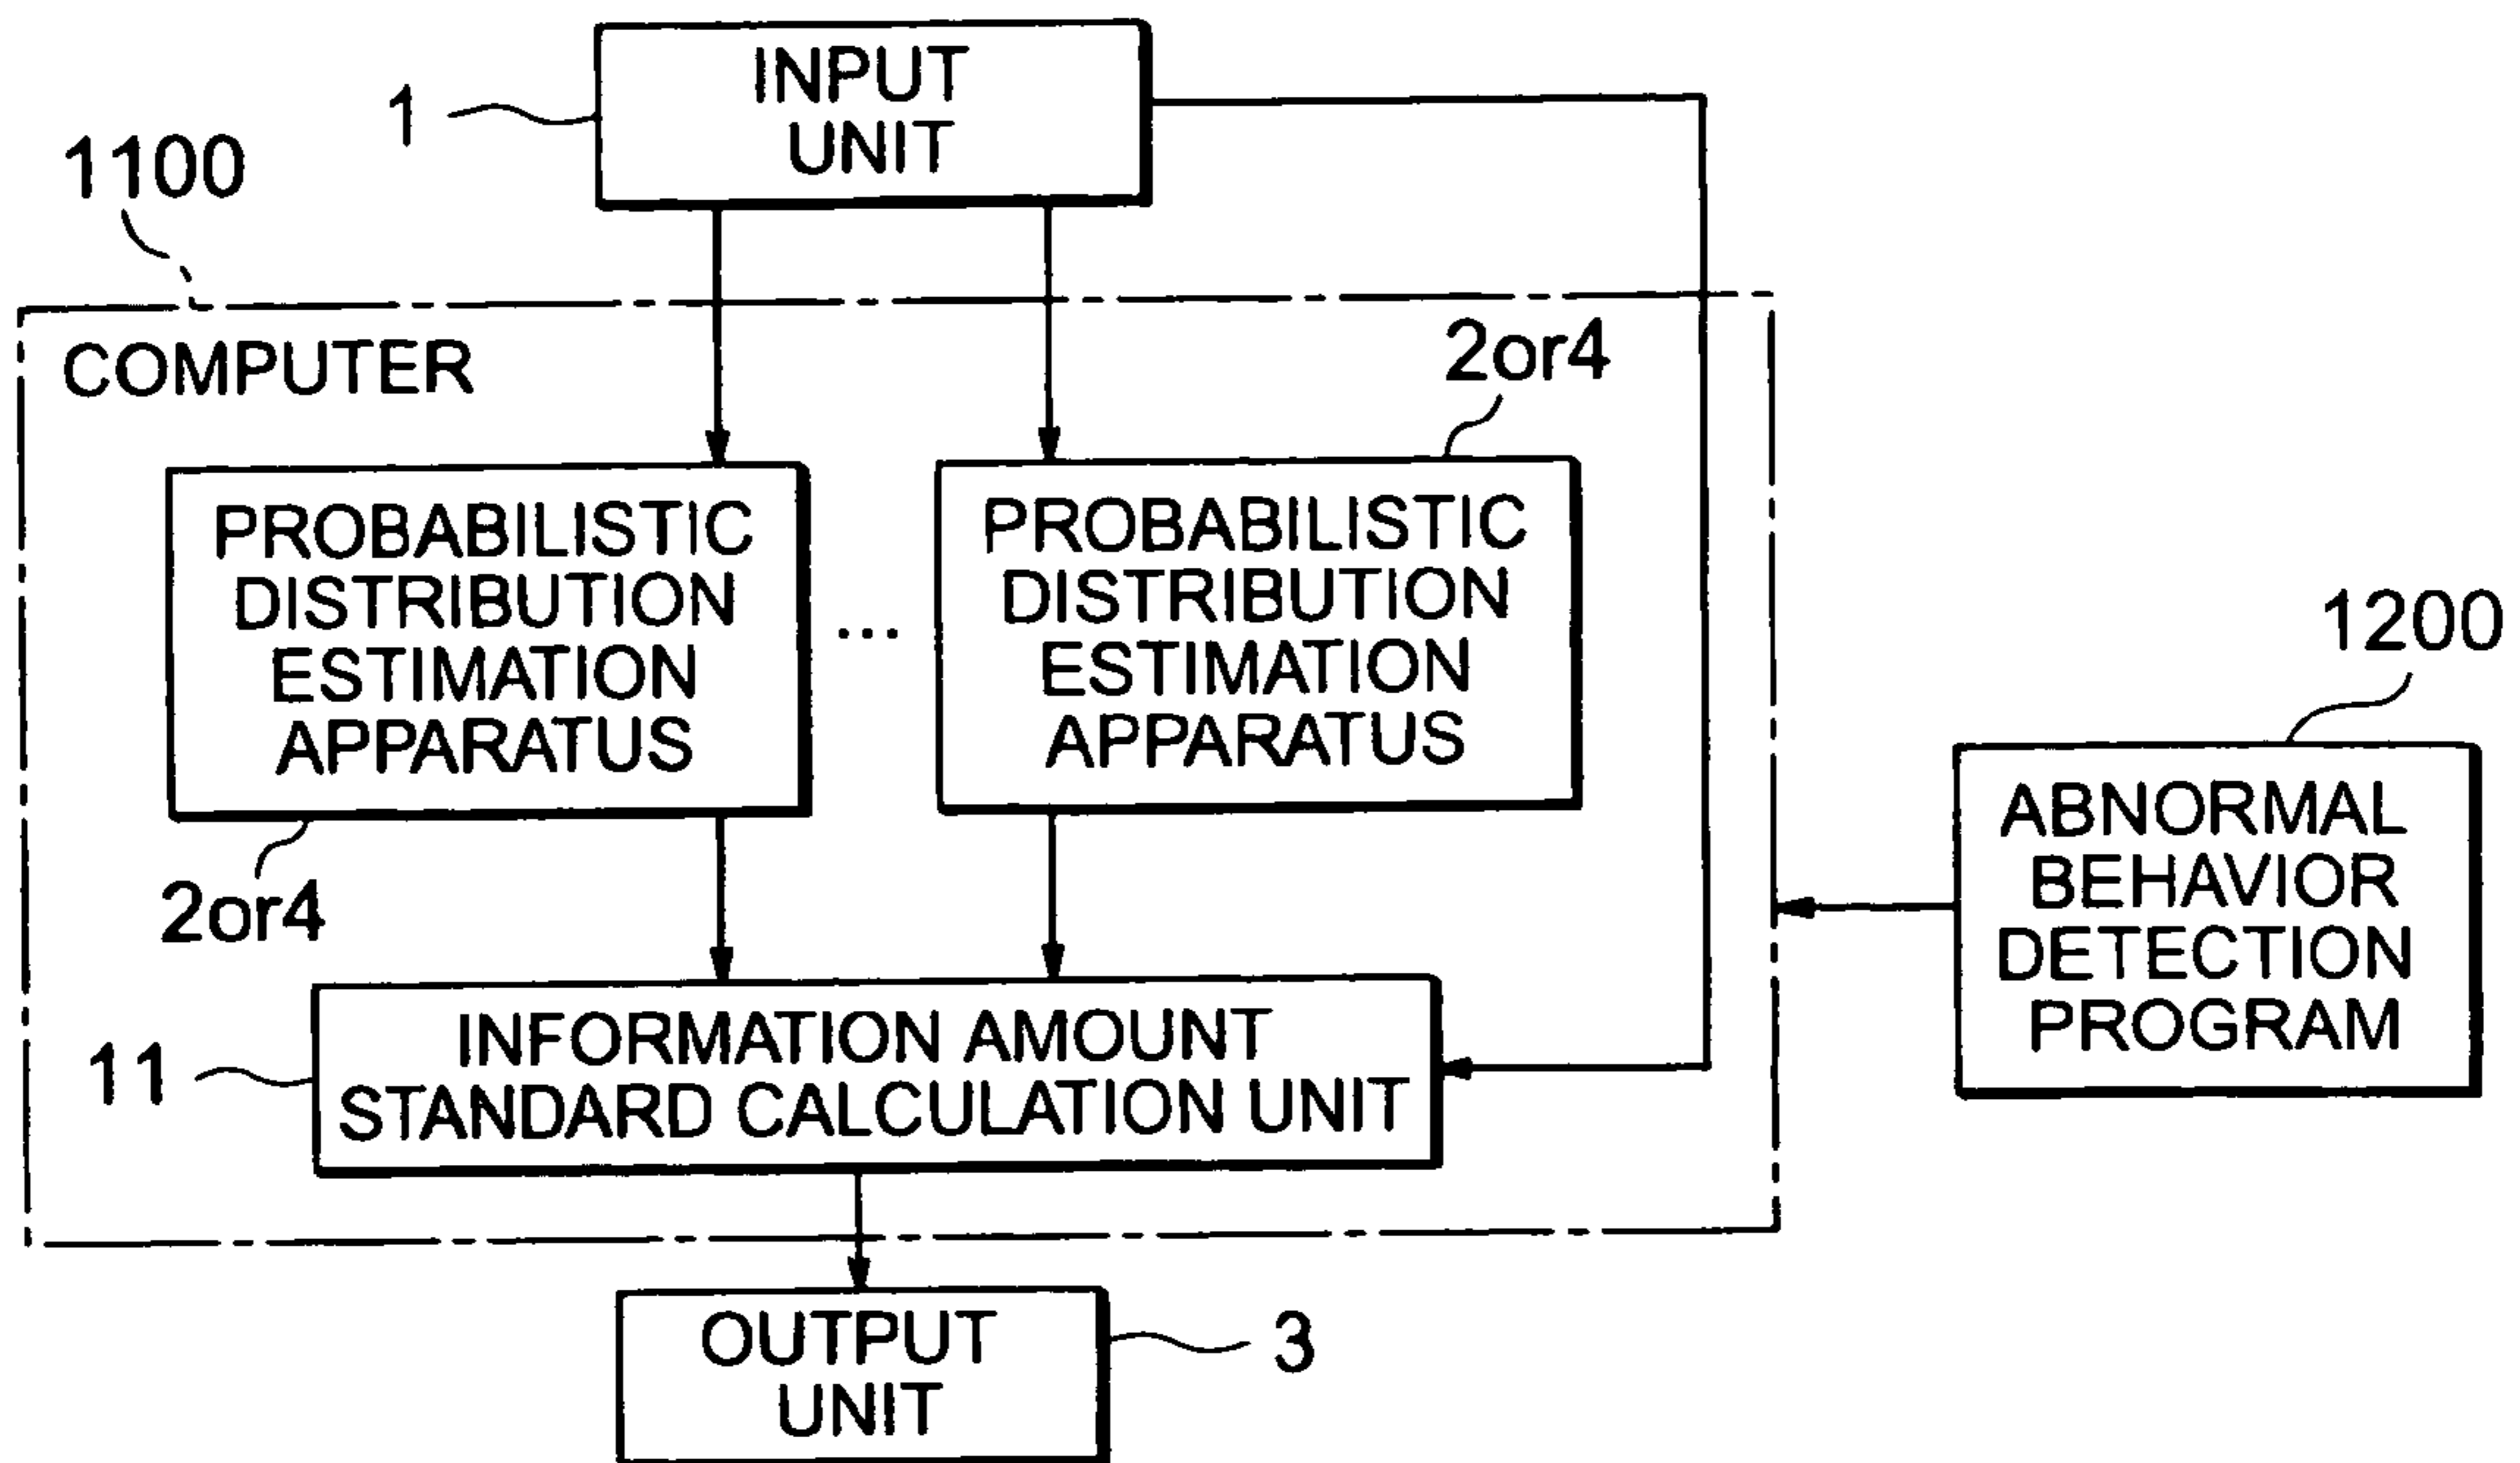 INPUT
UNIT
1
1100
COMPUTER
2or4
PROBABILISTIC
DISTRIBUTION
ESTIMATION
APPARATUS
...
PROBABILISTIC
DISTRIBUTION
ESTIMATION
APPARATUS
2or4
1200
ABNORMAL
BEHAVIOR
DETECTION
PROGRAM
11
INFORMATION AMOUNT
STANDARD CALCULATION UNIT
OUTPUT
UNIT
3